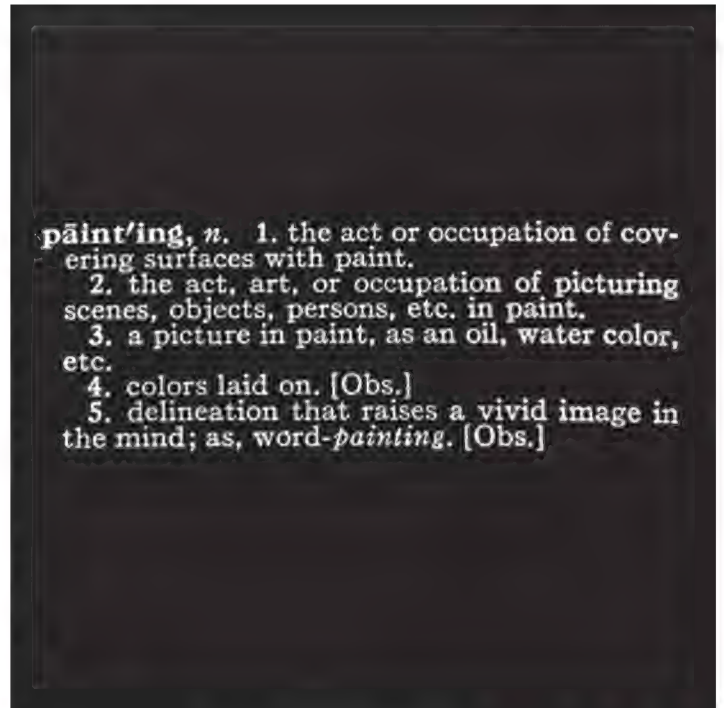 pāint′ing, n. 1. the act or occupation of cov-
ering surfaces with paint.
2. the act, art, or occupation of picturing
scenes, objects, persons, etc. in paint.
3. a picture in paint, as an oil, water color,
etc.
4. colors laid on. [Obs.]
5. delineation that raises a vivid image in
the mind; as, word-painting. [Obs.]